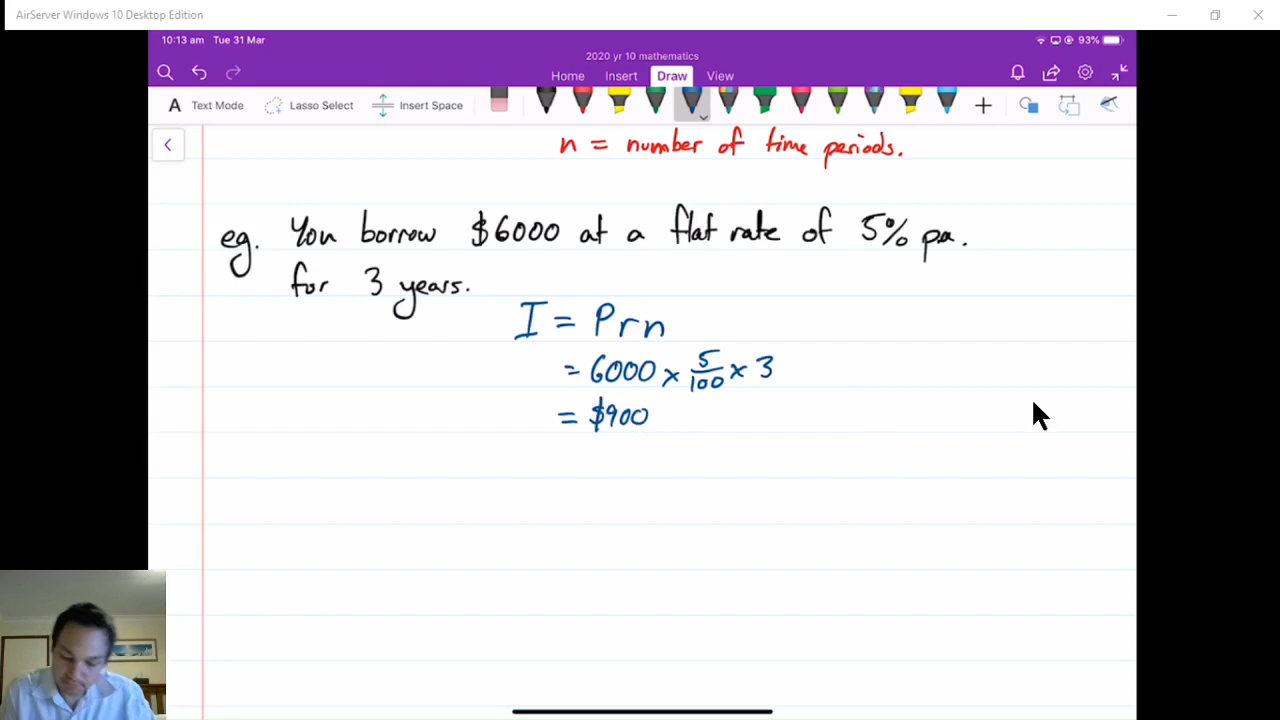 AirServer Windows 10 Desktop Edition
10:13 am Tue 31 Mar
93%
2020 yr 10 mathematics
Home Insert Draw View
A Text Mode Lasso Select Insert Space
n = number of time periods.
eg. You borrow $6000 at a flat rate of 5% pa.
for 3 years.
I = Prn
= 6000 × 5/100 × 3
= $900